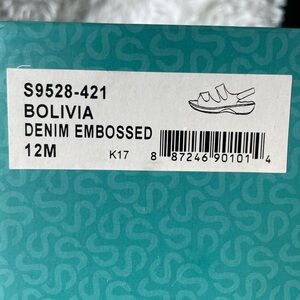 S9528-421
BOLIVIA
DENIM EMBOSSED
12M
K17
8 87246 90101 4